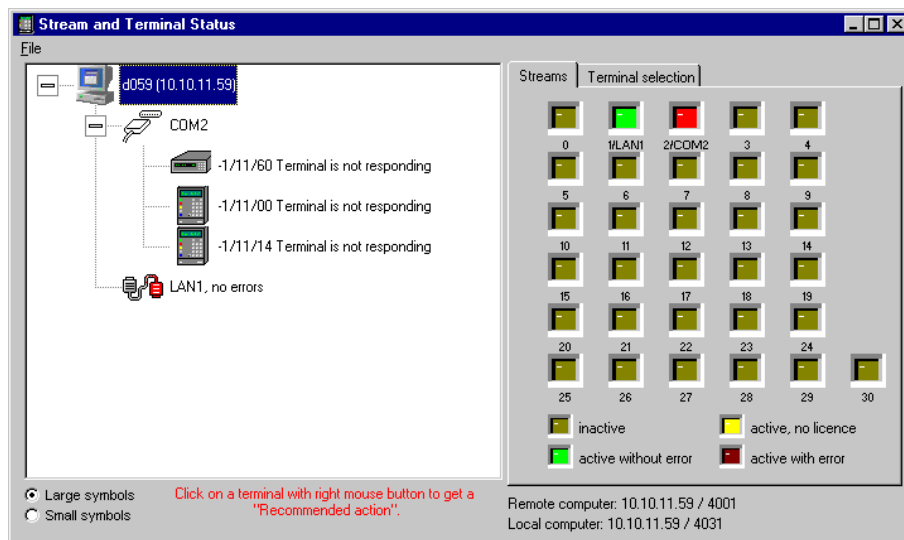 Stream and Terminal Status
File
d059 (10.10.11.59)
COM2
-1/11/60 Terminal is not responding
-1/11/00 Terminal is not responding
-1/11/14 Terminal is not responding
LAN1, no errors
Large symbols
Small symbols
Click on a terminal with right mouse button to get a
"Recommended action".
Streams Terminal selection
0 1/LAN1 2/COM2 3 4
5 6 7 8 9
10 11 12 13 14
15 16 17 18 19
20 21 22 23 24
25 26 27 28 29 30
inactive active, no licence
active without error active with error
Remote computer: 10.10.11.59 / 4001
Local computer: 10.10.11.59 / 4031